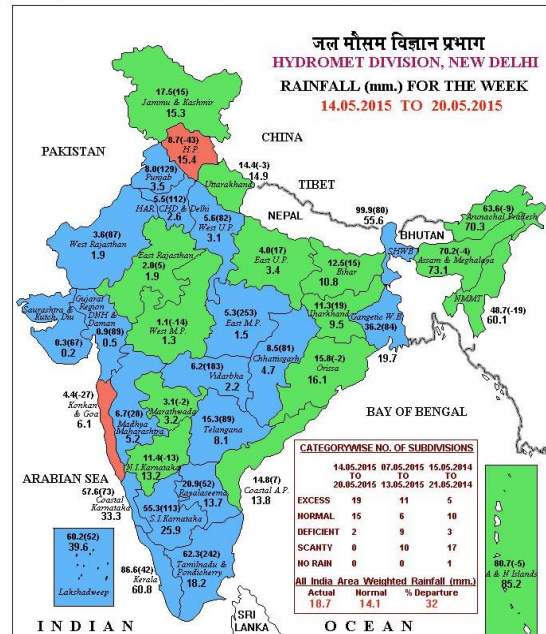 जल मौसम विज्ञान प्रभाग
HYDROMET DIVISION, NEW DELHI
RAINFALL (mm.) FOR THE WEEK
14.05.2015 TO 20.05.2015
17.5(15)
Jammu & Kashmir
15.3
CHINA
PAKISTAN
8.7(-43)
H.P.
15.4
8.0(129)
Punjab
3.5
14.4(-3)
14.9
Uttarakhand
TIBET
5.5(112)
HAR. CHD & Delhi
2.6
5.6(82)
West U.P.
3.1
NEPAL
99.9(80)
55.6
BHUTAN
SHWB
63.6(-9)
Arunachal Pradesh
70.3
3.6(87)
West Rajasthan
1.9
East Rajasthan
2.0(5)
1.9
4.0(17)
East U.P.
3.4
12.5(15)
Bihar
10.8
70.2(-4)
Assam & Meghalaya
73.1
NMMT
48.7(-19)
60.1
Saurashtra &
Kutch, Diu
0.3(67)
0.2
Gujarat
Region
DNH &
Daman
0.9(89)
0.5
1.1(-14)
West M.P.
1.3
5.3(253)
East M.P.
1.5
11.3(19)
Jharkhand
9.5
Gangetic W.B.
36.2(84)
19.7
8.5(81)
Chhattisgarh
4.7
15.8(-2)
Orissa
16.1
6.2(183)
Vidarbha
2.2
4.4(-27)
Konkan
& Goa
6.1
6.7(28)
Madhya
Maharashtra
5.2
3.1(-2)
Marathwada
3.2
15.3(89)
Telangana
8.1
BAY OF BENGAL
11.4(-13)
N.I.Karnataka
13.2
ARABIAN SEA
57.6(73)
Coastal
Karnataka
33.3
20.9(52)
Rayalaseema
13.7
14.8(7)
Coastal A.P.
13.8
55.3(113)
S.I.Karnataka
25.9
60.2(52)
39.6
Lakshadweep
86.6(42)
Kerala
60.8
62.3(242)
Tamilnadu &
Pondicherry
18.2
80.7(-5)
A & N Islands
85.2
CATEGORYWISE NO. OF SUBDIVISIONS
14.05.2015 07.05.2015 15.05.2014
TO TO TO
20.05.2015 13.05.2015 21.05.2014
EXCESS 19 11 5
NORMAL 15 6 10
DEFICIENT 2 9 3
SCANTY 0 10 17
NO RAIN 0 0 1
All India Area Weighted Rainfall (mm.)
Actual Normal % Departure
18.7 14.1 32
SRI
LANKA
INDIAN OCEAN